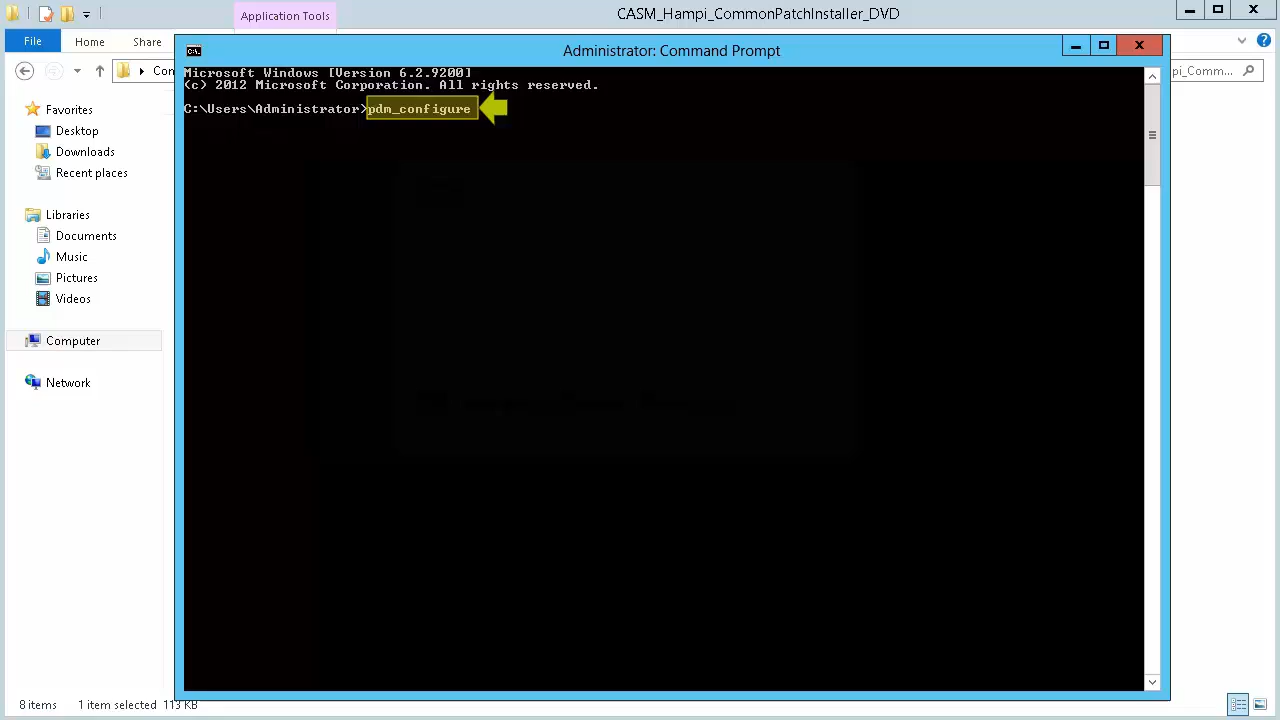 Application Tools
CASM_Hampi_CommonPatchInstaller_DVD
File
Home
Share
Con
pi_Comm...
Administrator: Command Prompt
C:\
Microsoft Windows [Version 6.2.9200]
(c) 2012 Microsoft Corporation. All rights reserved.
C:\Users\Administrator>pdm_configure
Favorites
Desktop
Downloads
Recent places
Libraries
Documents
Music
Pictures
Videos
Computer
Network
8 items
1 item selected 113 KB